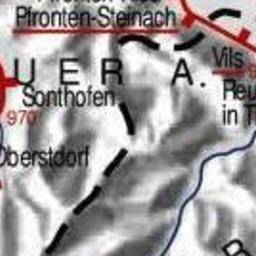 Pfronten-Steinach
Vils
U E R A.
Sonthofen
Reu
in T
970
Oberstdorf